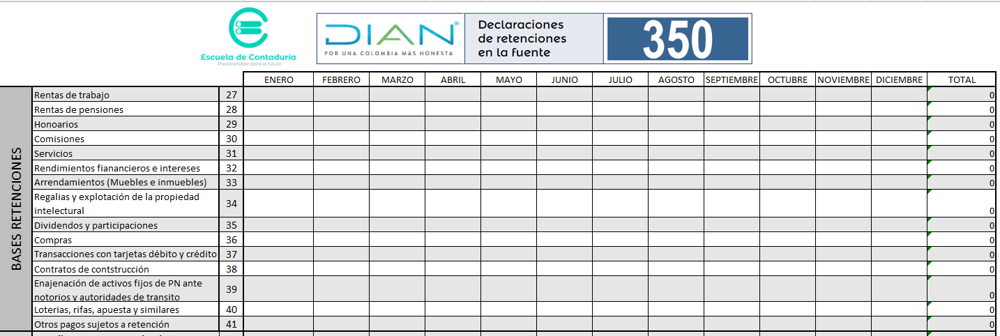 Escuela de Contaduría
Preparándote para el futuro
DIAN®
POR UNA COLOMBIA MÁS HONESTA
Declaraciones
de retenciones
en la fuente
350
ENERO FEBRERO MARZO ABRIL MAYO JUNIO JULIO AGOSTO SEPTIEMBRE OCTUBRE NOVIEMBRE DICIEMBRE TOTAL
BASES RETENCIONES
Rentas de trabajo 27 0
Rentas de pensiones 28 0
Honoarios 29 0
Comisiones 30 0
Servicios 31 0
Rendimientos fianancieros e intereses 32 0
Arrendamientos (Muebles e inmuebles) 33 0
Regalias y explotación de la propiedad
intelectural 34 0
Dividendos y participaciones 35 0
Compras 36 0
Transacciones con tarjetas débito y crédito 37 0
Contratos de contstrucción 38 0
Enajenación de activos fijos de PN ante
notorios y autoridades de transito 39 0
Loterias, rifas, apuesta y similares 40 0
Otros pagos sujetos a retención 41 0